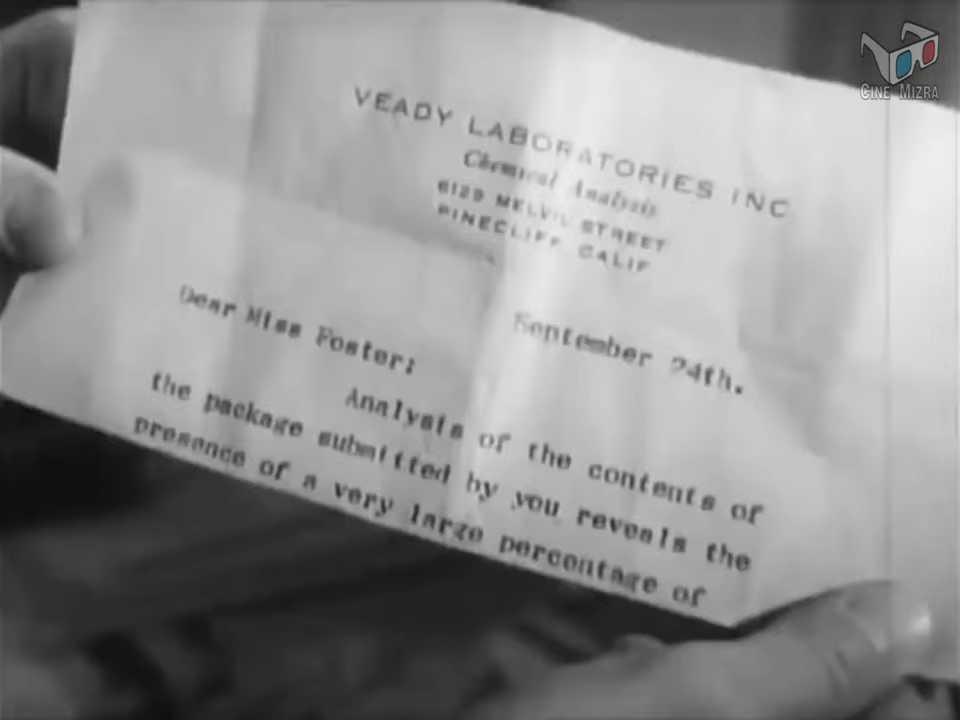 CINE MIZRA
VEADY LABORATORIES INC
Chemical Analysis
6129 MELVIL STREET
PINECLIFF CALIF
September 24th.
Dear Miss Foster:
Analysis of the contents of
the package submitted by you reveals the
presence of a very large percentage of